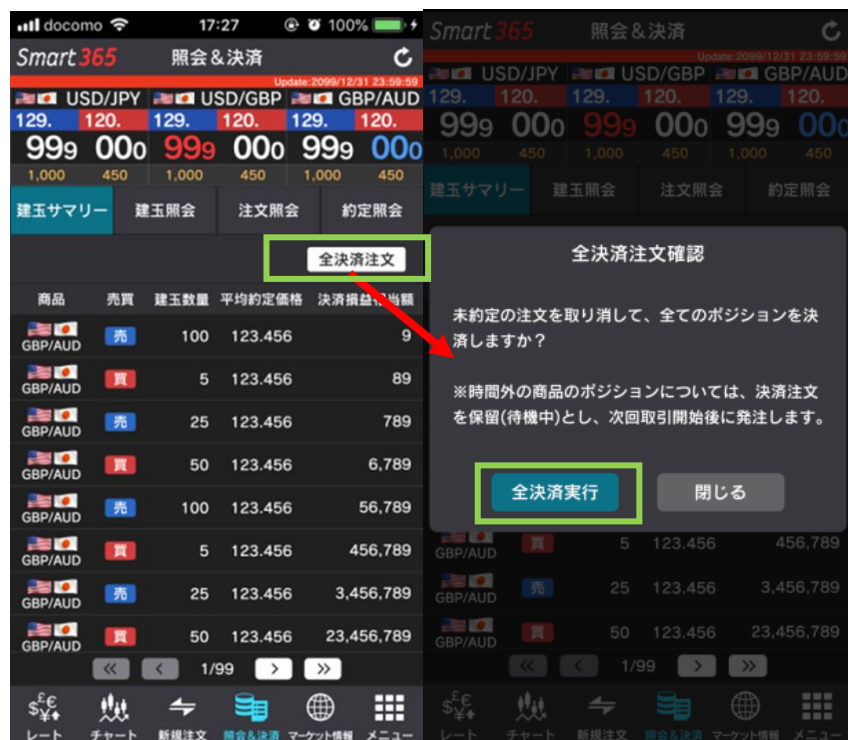 docomo 17:27 100%
Smart 365 照会&決済
Update:2099/12/31 23:59:59
USD/JPY USD/GBP GBP/AUD
129. 120. 129. 120. 129. 120.
999 000 999 000 999 000
1,000 450 1,000 450 1,000 450
建玉サマリー 建玉照会 注文照会 約定照会
全決済注文
商品 売買 建玉数量 平均約定価格 決済損益相当額
GBP/AUD 売 100 123.456 9
GBP/AUD 買 5 123.456 89
GBP/AUD 売 25 123.456 789
GBP/AUD 買 50 123.456 6,789
GBP/AUD 売 100 123.456 56,789
GBP/AUD 買 5 123.456 456,789
GBP/AUD 売 25 123.456 3,456,789
GBP/AUD 買 50 123.456 23,456,789
« < 1/99 > »
$£€¥
レート チャート 新規注文 照会&決済 マーケット情報 メニュー
Smart 365 照会&決済
Update:2099/12/31 23:59:59
USD/JPY USD/GBP GBP/AUD
129. 120. 129. 120. 129. 120.
999 000 999 000 999 000
1,000 450 1,000 450 1,000 450
建玉サマリー 建玉照会 注文照会 約定照会
全決済注文確認
未約定の注文を取り消して、全てのポジションを決
済しますか?
※時間外の商品のポジションについては、決済注文
を保留(待機中)とし、次回取引開始後に発注します。
全決済実行 閉じる
GBP/AUD 買 5 123.456 456,789
GBP/AUD 売 25 123.456 3,456,789
GBP/AUD 買 50 123.456 23,456,789
« < 1/99 > »
$£€¥
レート チャート 新規注文 照会&決済 マーケット情報 メニュー